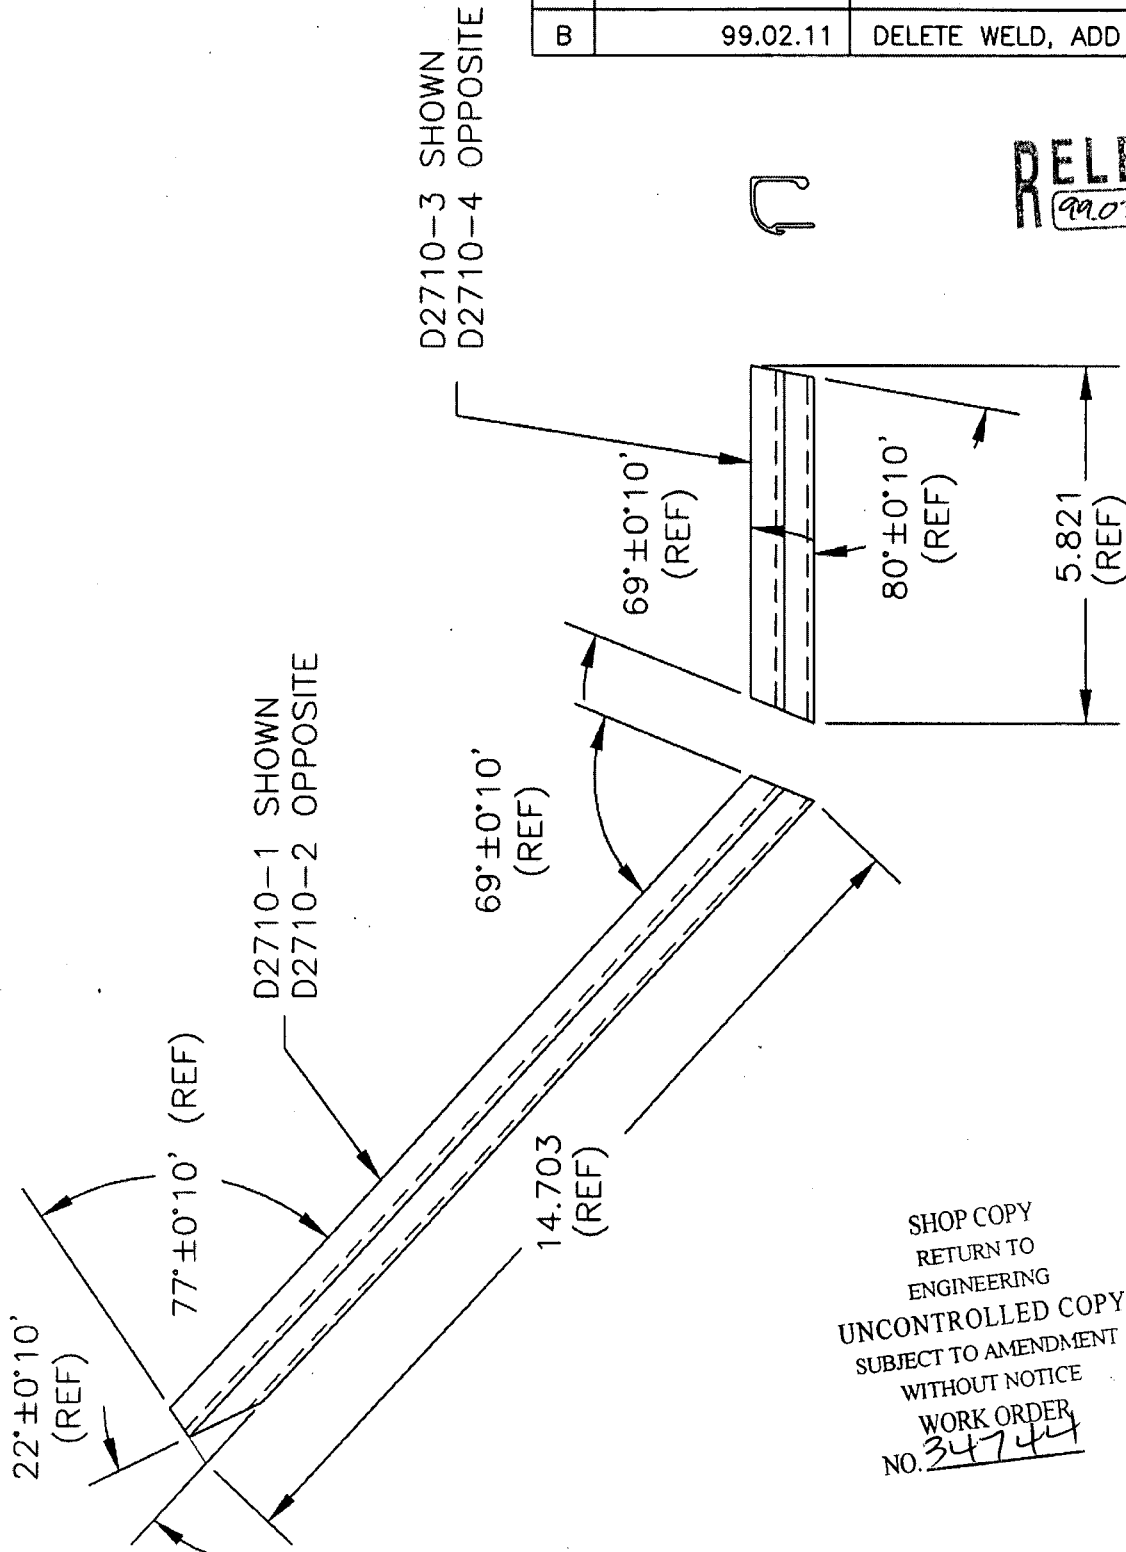 B 99.02.11 DELETE WELD, ADD
D2710-3 SHOWN
D2710-4 OPPOSITE
69°±0°10'
(REF)
80°±0°10'
(REF)
5.821
(REF)
D2710-1 SHOWN
D2710-2 OPPOSITE
69°±0°10'
(REF)
77°±0°10' (REF)
22°±0°10'
(REF)
14.703
(REF)
SHOP COPY
RETURN TO
ENGINEERING
UNCONTROLLED COPY
SUBJECT TO AMENDMENT
WITHOUT NOTICE
WORK ORDER
NO. 34744